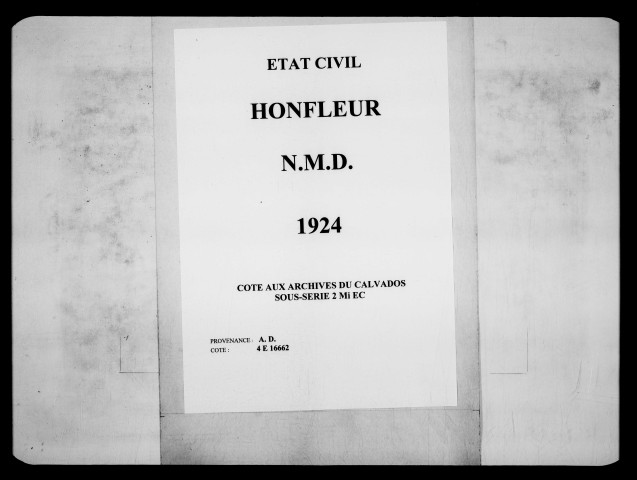 ETAT CIVIL
HONFLEUR
N.M.D.
1924
COTE AUX ARCHIVES DU CALVADOS
SOUS-SERIE 2 Mi EC
PROVENANCE : A. D.
COTE : 4 E 16662